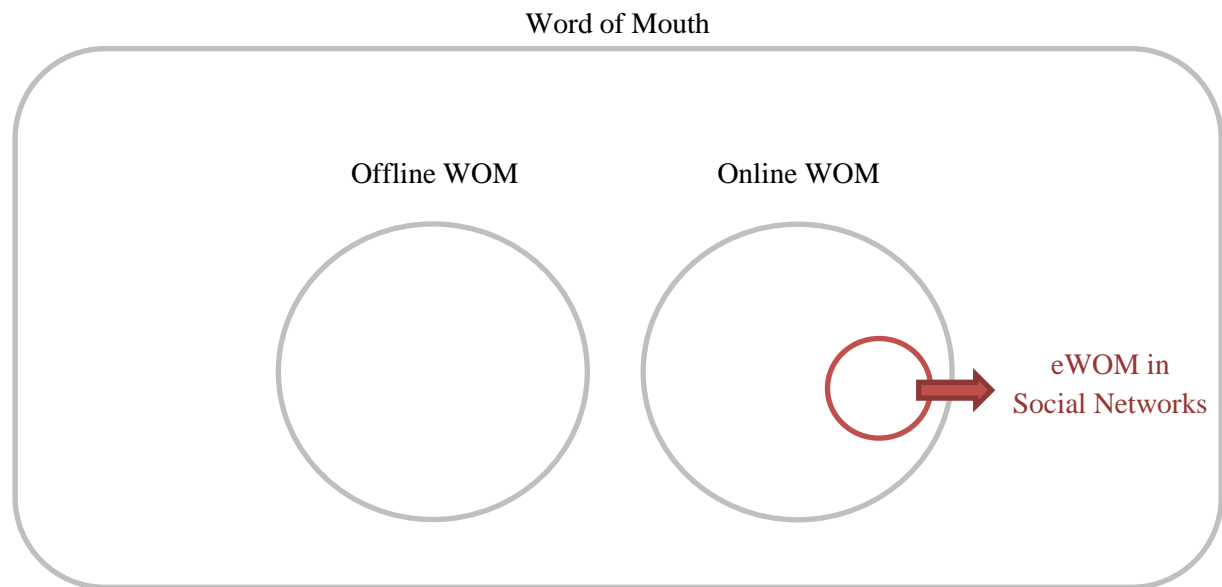 Word of Mouth
Offline WOM
Online WOM
eWOM in
Social Networks